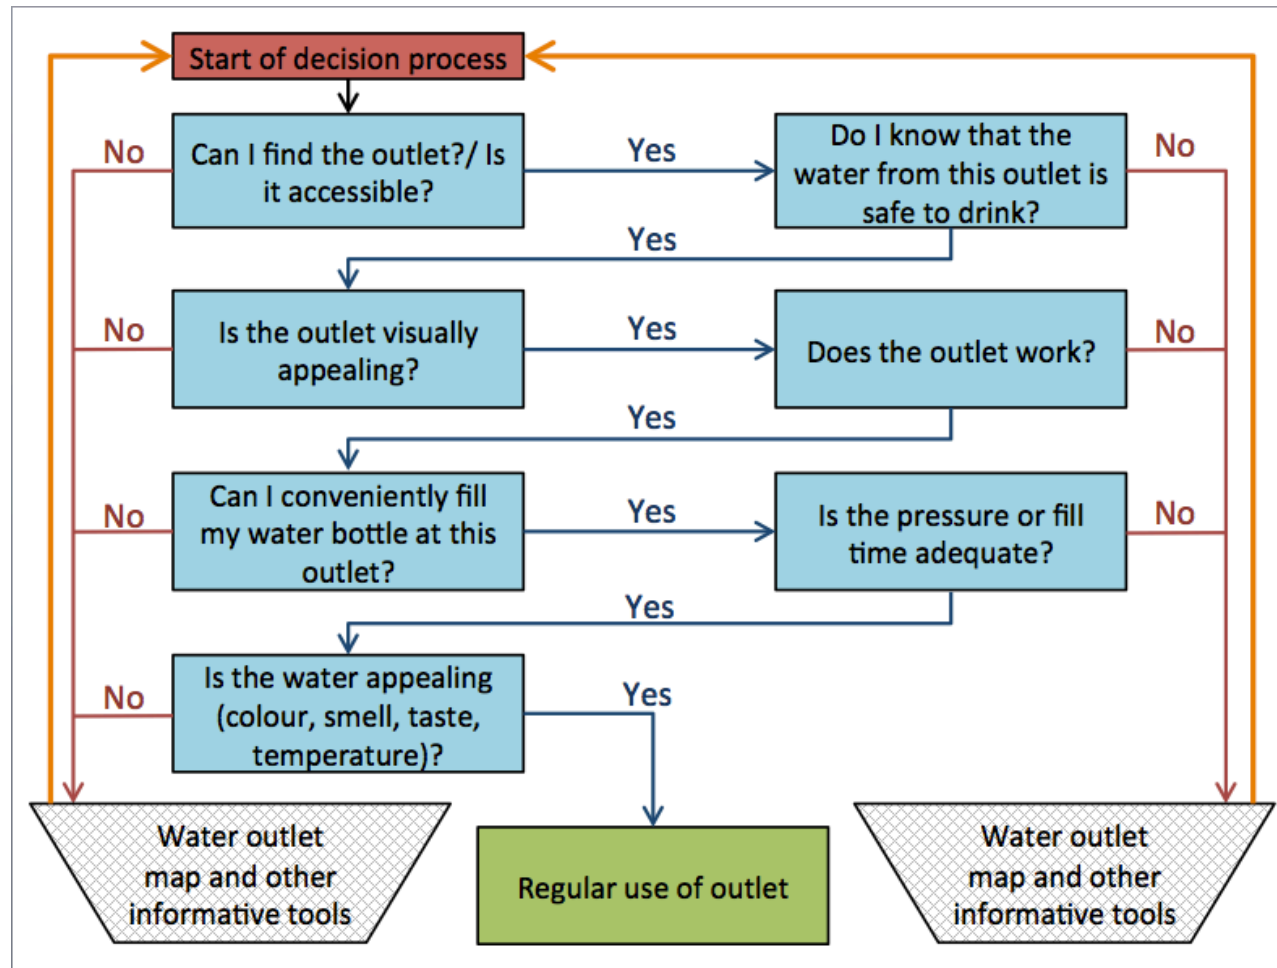 Start of decision process
No
Can I find the outlet?/ Is
it accessible?
Yes
Do I know that the
water from this outlet is
safe to drink?
No
Yes
No
Is the outlet visually
appealing?
Yes
Does the outlet work?
No
Yes
No
Can I conveniently fill
my water bottle at this
outlet?
Yes
Is the pressure or fill
time adequate?
No
Yes
No
Is the water appealing
(colour, smell, taste,
temperature)?
Yes
Water outlet
map and other
informative tools
Regular use of outlet
Water outlet
map and other
informative tools